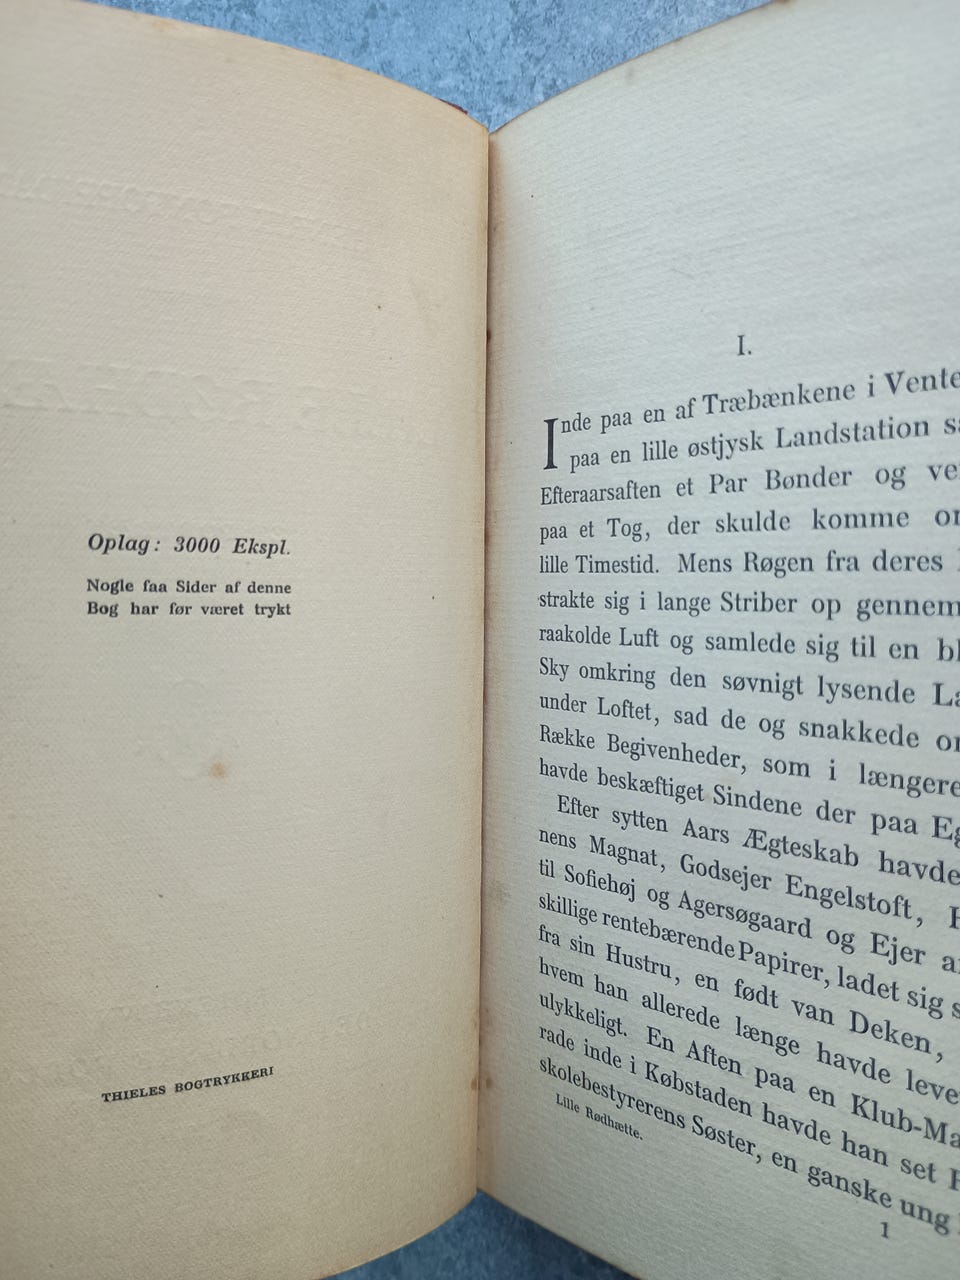 Oplag: 3000 Ekspl.
Nogle faa Sider af denne
Bog har før været trykt
THIELES BOGTRYKKERI
I.
Inde paa en af Træbænkene i Vente
paa en lille østjysk Landstation
Efteraarsaften et Par Bønder og
paa et Tog, der skulde komme
lille Timestid. Mens Røgen fra deres
strakte sig i lange Striber op gennem
raakolde Luft og samlede sig til en
Sky omkring den søvnigt lysende
under Loftet, sad de og snakkede
Række Begivenheder, som i længere
havde beskæftiget Sindene der paa
Efter sytten Aars Ægteskab havde
nens Magnat, Godsejer Engelstoft,
til Sofiehøj og Agersøgaard og Ejer
skillige rentebærende Papirer, ladet sig
fra sin Hustru, en født van Deken,
hvem han allerede længe havde leve
ulykkeligt. En Aften paa en Klub-Ma
rade inde i Købstaden havde han set
skolebestyrerens Søster, en ganske ung
Lille Rødhætte.
1